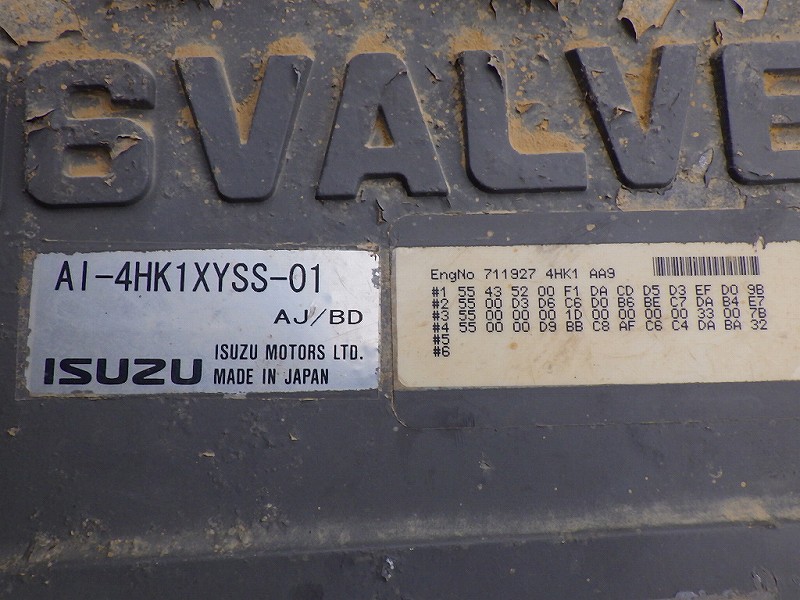 6VALVE
AI-4HK1XYSS-01
AJ/BD
ISUZU
ISUZU MOTORS LTD.
MADE IN JAPAN
EngNo 711927 4HK1 AA9
#1 55 43 52 00 F1 DA CD D5 D3 EF D0 9B
#2 55 00 D3 D6 C6 D0 B6 BE C7 DA B4 E7
#3 55 00 00 00 1D 00 00 00 00 33 00 7B
#4 55 00 00 D9 BB C8 AF C6 C4 DA BA 32
#5
#6